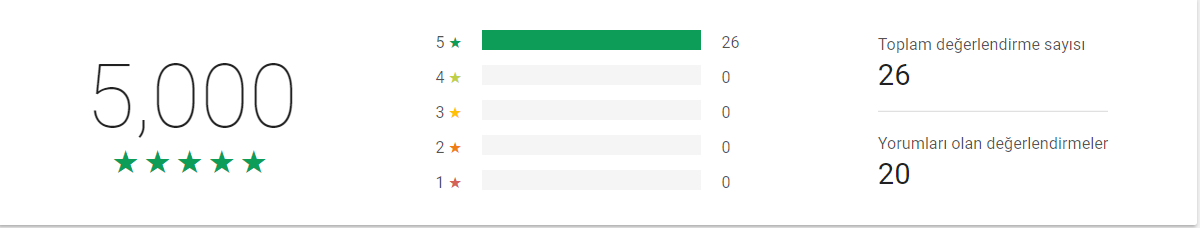 5,000
5 ★ 26
4 ★ 0
3 ★ 0
2 ★ 0
1 ★ 0
Toplam değerlendirme sayısı
26
Yorumları olan değerlendirmeler
20